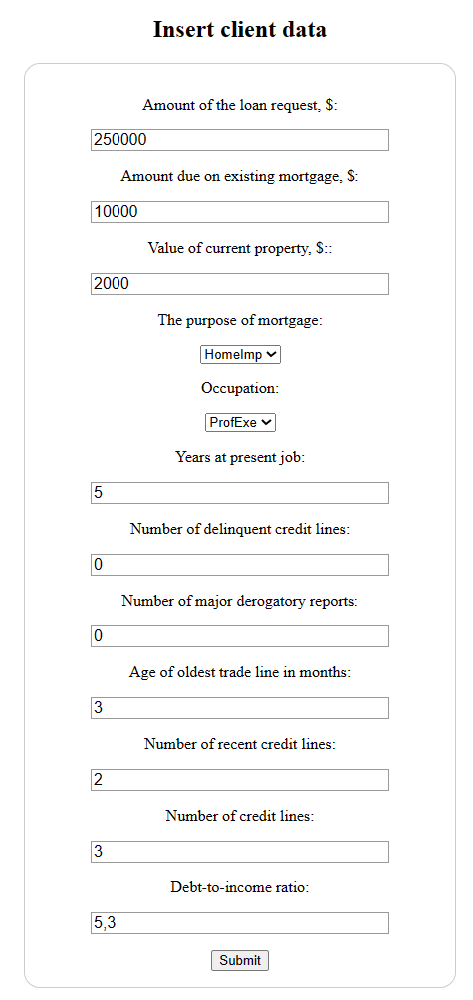 Insert client data
Amount of the loan request, $:
250000
Amount due on existing mortgage, $:
10000
Value of current property, $::
2000
The purpose of mortgage:
HomeImp
Occupation:
ProfExe
Years at present job:
5
Number of delinquent credit lines:
0
Number of major derogatory reports:
0
Age of oldest trade line in months:
3
Number of recent credit lines:
2
Number of credit lines:
3
Debt-to-income ratio:
5,3
Submit